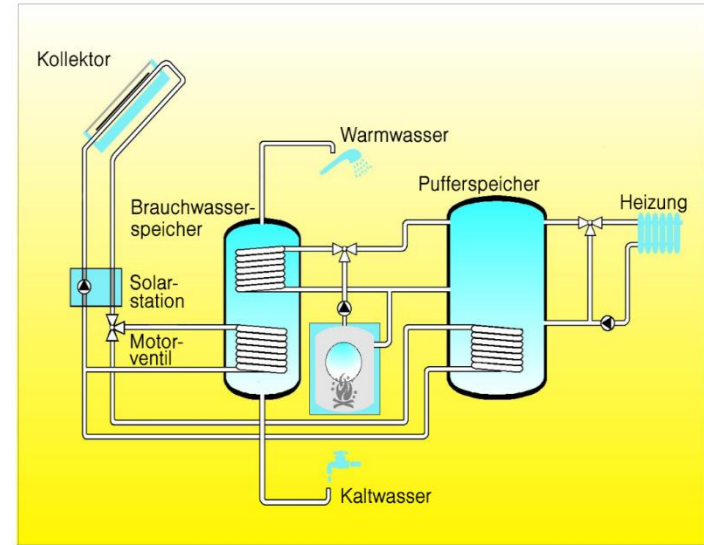 Kollektor
Warmwasser
Pufferspeicher
Heizung
Brauchwasser-
speicher
Solar-
station
Motor-
ventil
Kaltwasser